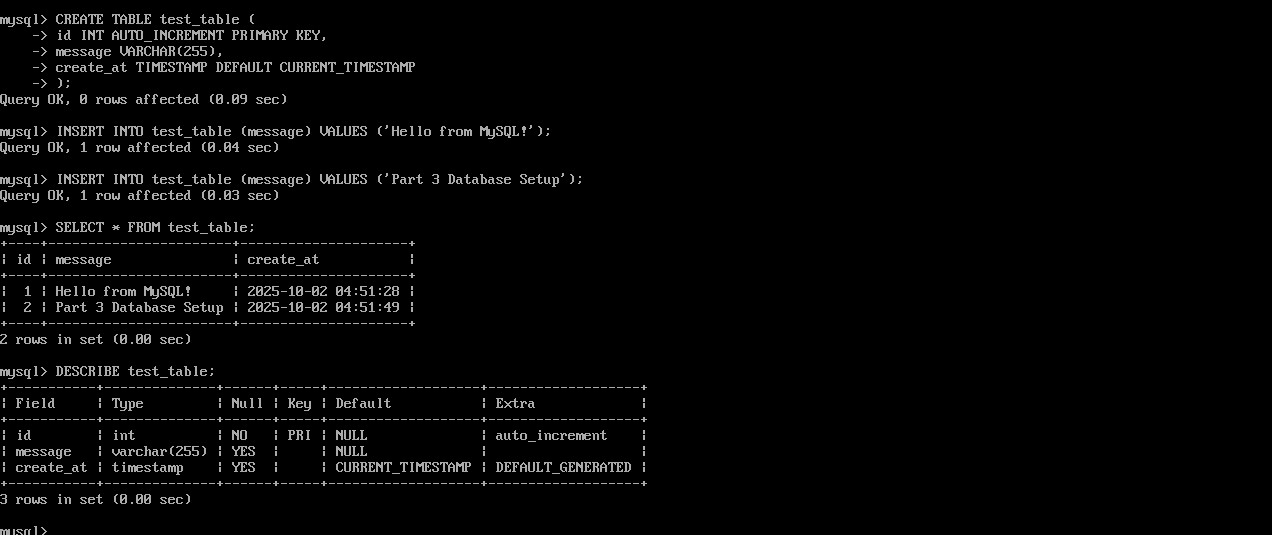 mysql> CREATE TABLE test_table (
    -> id INT AUTO_INCREMENT PRIMARY KEY,
    -> message VARCHAR(255),
    -> create_at TIMESTAMP DEFAULT CURRENT_TIMESTAMP
    -> );
Query OK, 0 rows affected (0.09 sec)

mysql> INSERT INTO test_table (message) VALUES ('Hello from MySQL!');
Query OK, 1 row affected (0.04 sec)

mysql> INSERT INTO test_table (message) VALUES ('Part 3 Database Setup');
Query OK, 1 row affected (0.03 sec)

mysql> SELECT * FROM test_table;
+----+-----------------------+---------------------+
| id | message               | create_at           |
+----+-----------------------+---------------------+
|  1 | Hello from MySQL!     | 2025-10-02 04:51:28 |
|  2 | Part 3 Database Setup | 2025-10-02 04:51:49 |
+----+-----------------------+---------------------+
2 rows in set (0.00 sec)

mysql> DESCRIBE test_table;
+-----------+--------------+------+-----+-------------------+-------------------+
| Field     | Type         | Null | Key | Default           | Extra             |
+-----------+--------------+------+-----+-------------------+-------------------+
| id        | int          | NO   | PRI | NULL              | auto_increment    |
| message   | varchar(255) | YES  |     | NULL              |                   |
| create_at | timestamp    | YES  |     | CURRENT_TIMESTAMP | DEFAULT_GENERATED |
+-----------+--------------+------+-----+-------------------+-------------------+
3 rows in set (0.00 sec)

mysql>